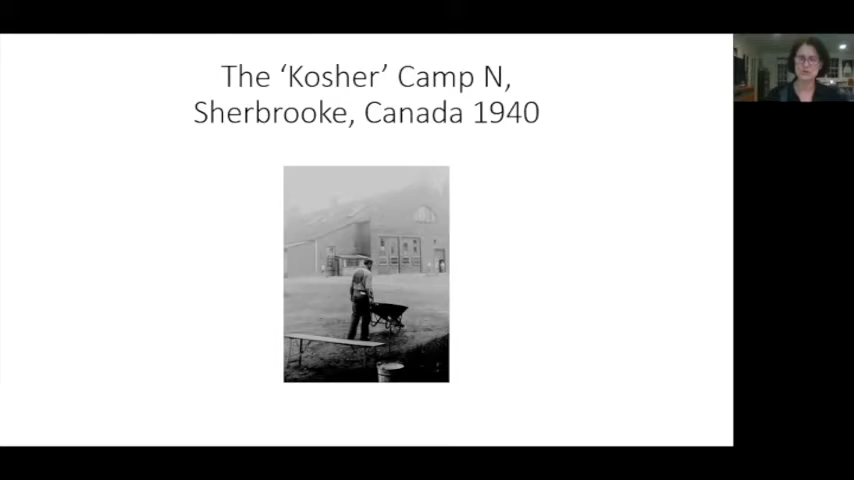 The ‘Kosher’ Camp N,
Sherbrooke, Canada 1940